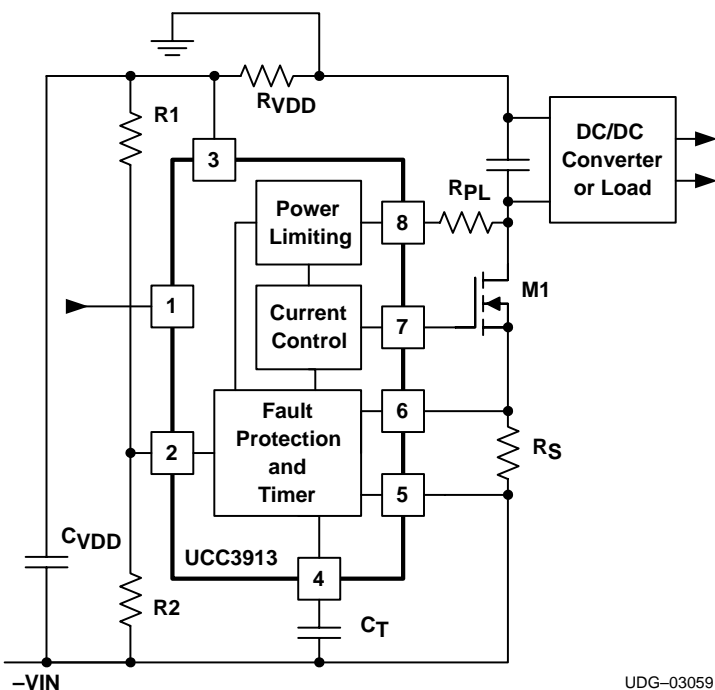 R1
RVDD
3
DC/DC
Converter
or Load
RPL
Power
Limiting
8
M1
1
Current
Control
7
6
Fault
Protection
and
Timer
2
RS
5
CVDD
UCC3913
4
R2
CT
–VIN
UDG–03059